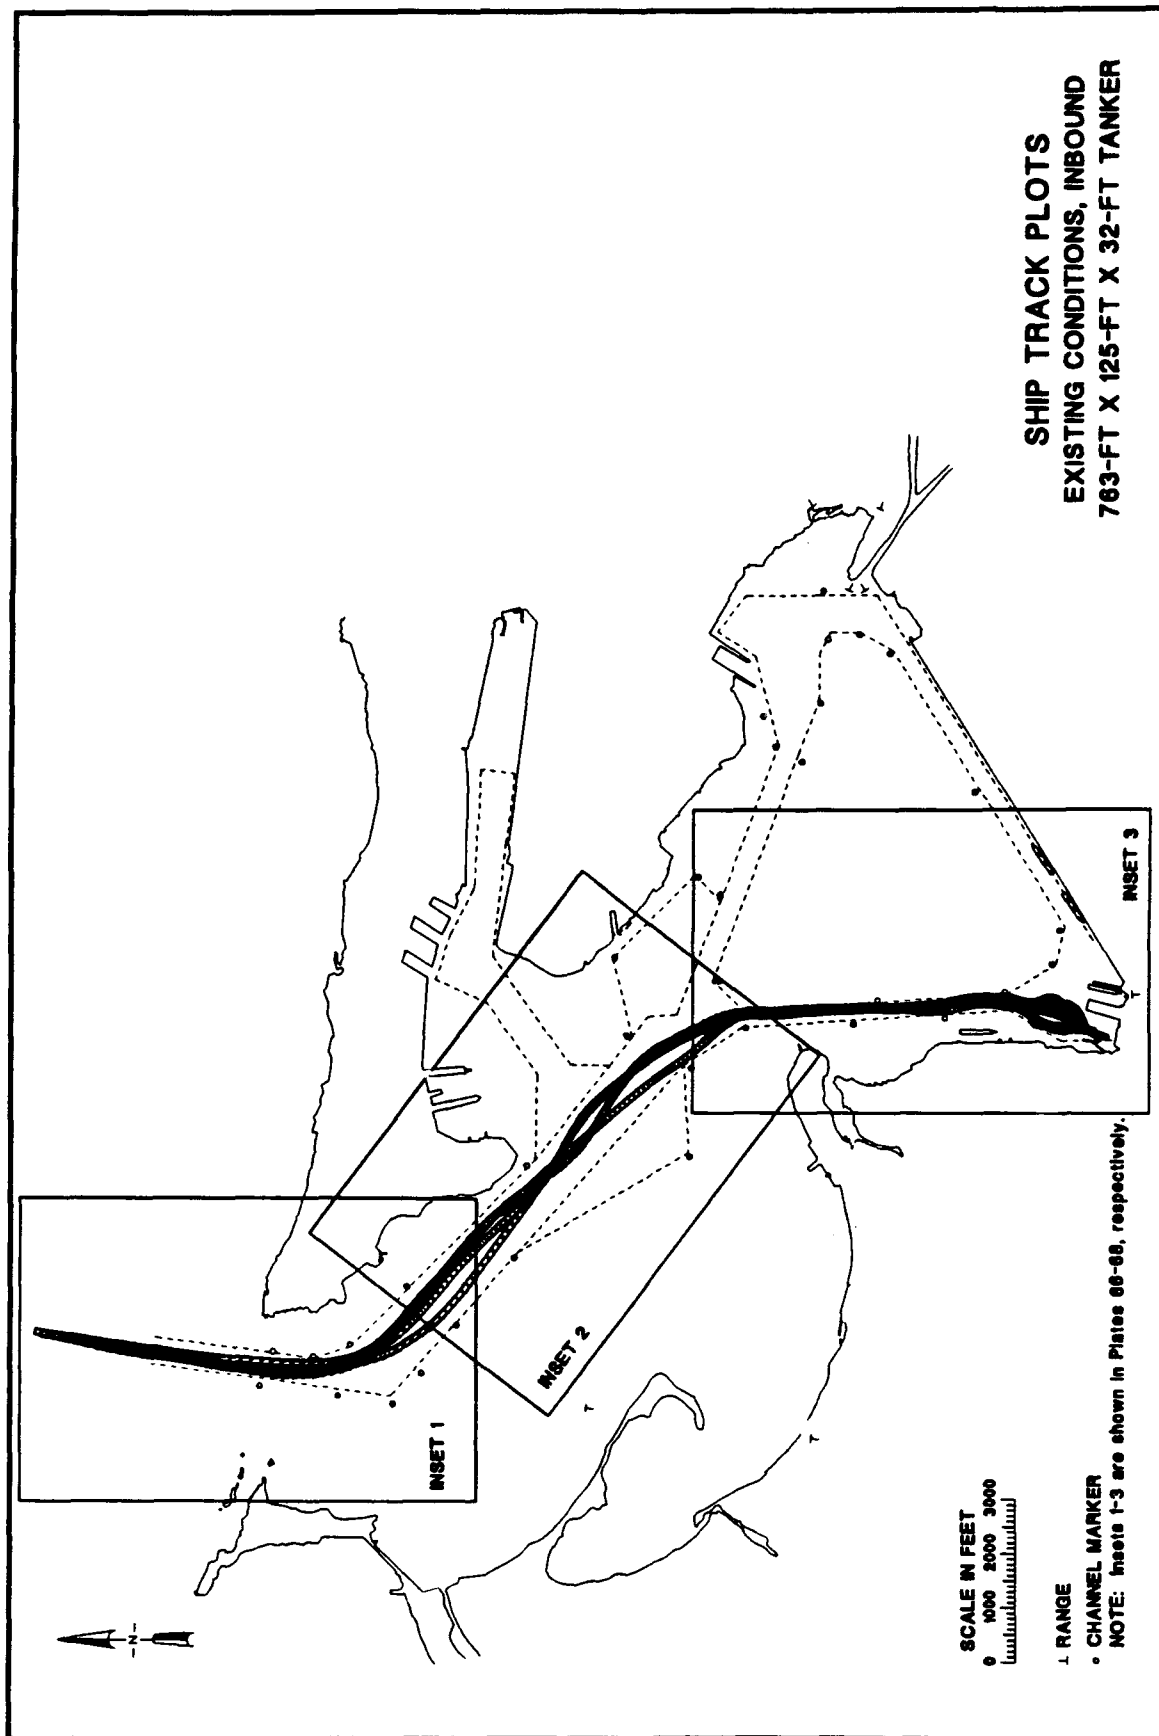 SHIP TRACK PLOTS
EXISTING CONDITIONS, INBOUND
763-FT X 125-FT X 32-FT TANKER
INSET 1
INSET 2
INSET 3
-N-
SCALE IN FEET
0 1000 2000 3000
⊥ RANGE
∘ CHANNEL MARKER
NOTE: Insets 1-3 are shown in Plates 66-68, respectively.